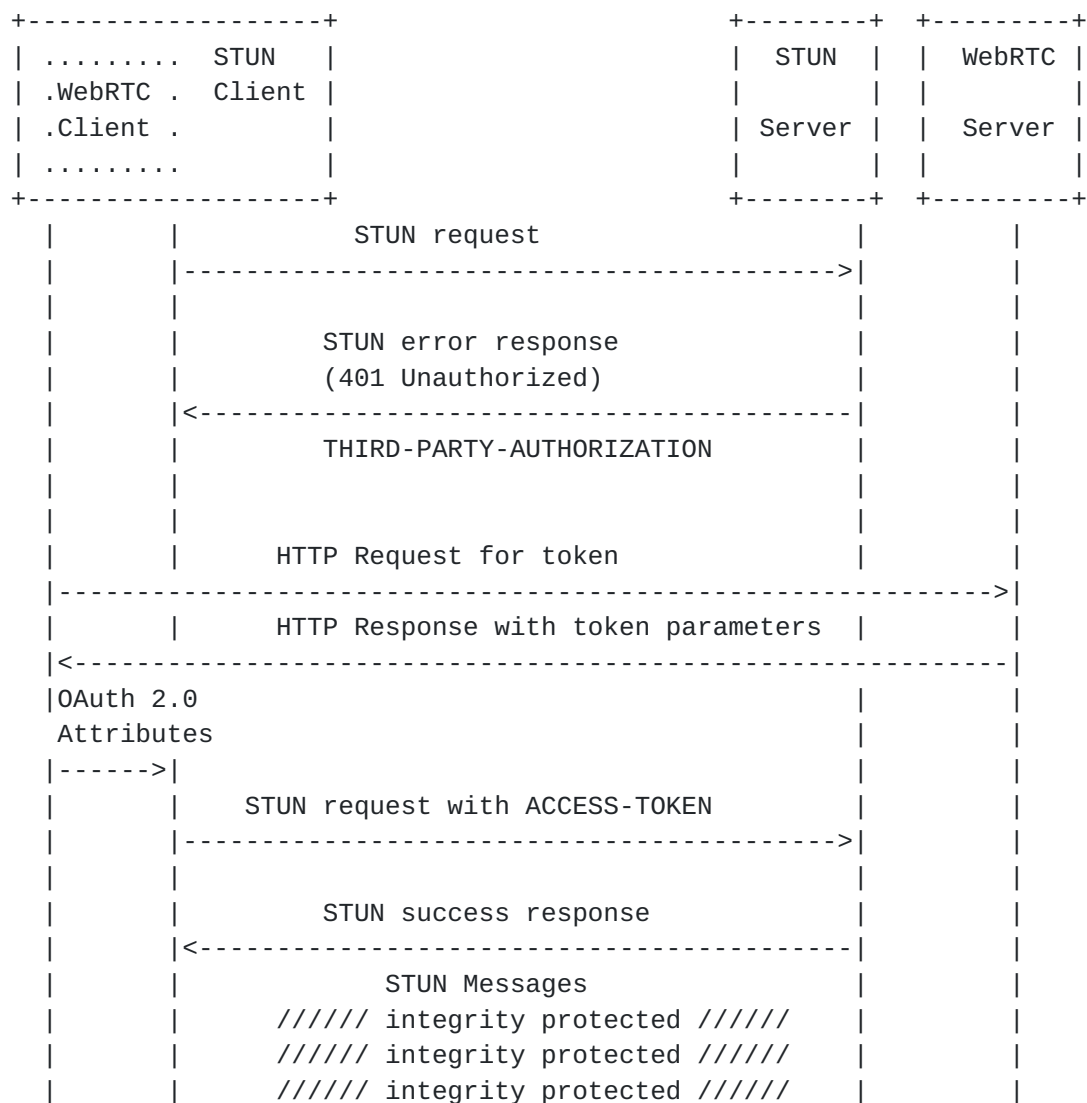 +-------------------+                         +--------+  +---------+
| .........  STUN   |                         |  STUN  |  |  WebRTC |
| .WebRTC .  Client |                         |        |  |         |
| .Client .         |                         | Server |  |  Server |
| .........         |                         |        |  |         |
+-------------------+                         +--------+  +---------+
  |       |           STUN request                    |         |
  |       |------------------------------------------>|         |
  |       |                                           |         |
  |       |         STUN error response               |         |
  |       |         (401 Unauthorized)                |         |
  |       |<------------------------------------------|         |
  |       |         THIRD-PARTY-AUTHORIZATION         |         |
  |       |                                           |         |
  |       |                                           |         |
  |       |      HTTP Request for token               |         |
  |------------------------------------------------------------>|
  |       |      HTTP Response with token parameters  |         |
  |<------------------------------------------------------------|
  |OAuth 2.0                                          |         |
   Attributes                                         |         |
  |------>|                                           |         |
  |       |    STUN request with ACCESS-TOKEN         |         |
  |       |------------------------------------------>|         |
  |       |                                           |         |
  |       |         STUN success response             |         |
  |       |<------------------------------------------|         |
  |       |             STUN Messages                 |         |
  |       |      ////// integrity protected //////    |         |
  |       |      ////// integrity protected //////    |         |
  |       |      ////// integrity protected //////    |         |